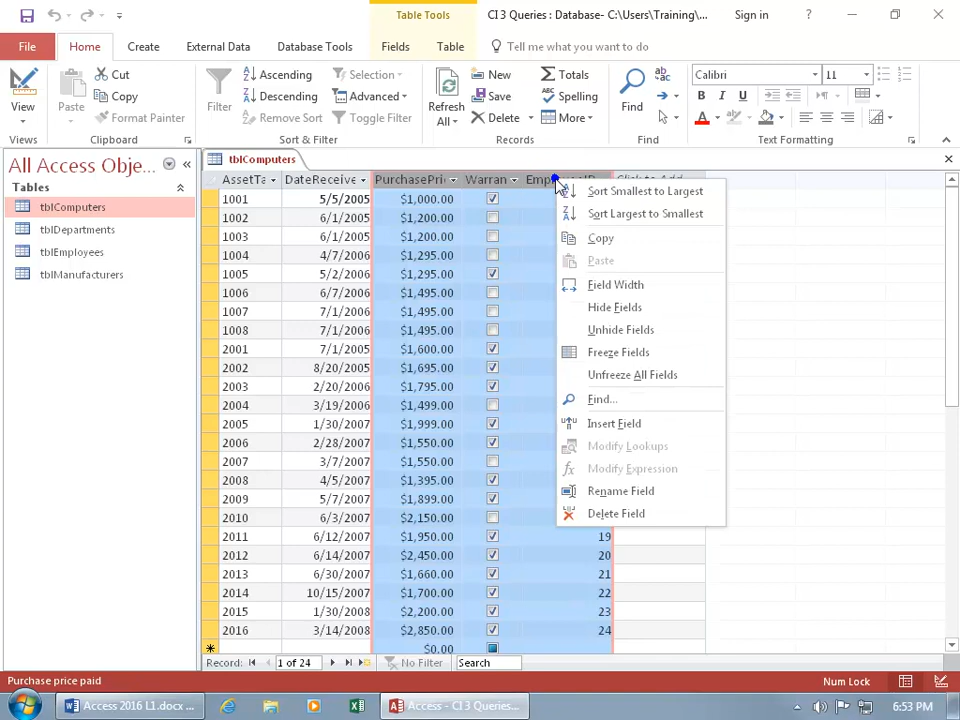 Table Tools
CI 3 Queries : Database- C:\Users\Training\...
Sign in
?
File
Home
Create
External Data
Database Tools
Fields
Table
Tell me what you want to do
View
Views
Paste
Cut
Copy
Format Painter
Clipboard
Filter
Ascending
Descending
Remove Sort
Selection
Advanced
Toggle Filter
Sort & Filter
Refresh
All
New
Save
Delete
Totals
Spelling
More
Records
Find
Find
Calibri
11
B I U
Text Formatting
All Access Obje...
Tables
tblComputers
tblDepartments
tblEmployees
tblManufacturers
tblComputers
AssetTa DateReceive PurchasePri Warran Click to Add
1001 5/5/2005 $1,000.00
1002 6/1/2005 $1,200.00
1003 6/1/2005 $1,200.00
1004 4/7/2006 $1,295.00
1005 5/2/2006 $1,295.00
1006 6/7/2006 $1,495.00
1007 7/1/2006 $1,495.00
1008 7/1/2006 $1,495.00
2001 7/1/2005 $1,600.00
2002 8/20/2005 $1,695.00
2003 2/20/2006 $1,795.00
2004 3/19/2006 $1,499.00
2005 1/30/2007 $1,999.00
2006 2/28/2007 $1,550.00
2007 3/7/2007 $1,550.00
2008 4/5/2007 $1,395.00
2009 5/7/2007 $1,899.00
2010 6/3/2007 $2,150.00
2011 6/12/2007 $1,950.00 19
2012 6/14/2007 $2,450.00 20
2013 6/30/2007 $1,660.00 21
2014 10/15/2007 $1,700.00 22
2015 1/30/2008 $2,200.00 23
2016 3/14/2008 $2,850.00 24
$0.00
Sort Smallest to Largest
Sort Largest to Smallest
Copy
Paste
Field Width
Hide Fields
Unhide Fields
Freeze Fields
Unfreeze All Fields
Find...
Insert Field
Modify Lookups
Modify Expression
Rename Field
Delete Field
Record: 1 of 24 No Filter Search
Purchase price paid
Num Lock
Access 2016 L1.docx ...
Access - CI 3 Queries...
6:53 PM